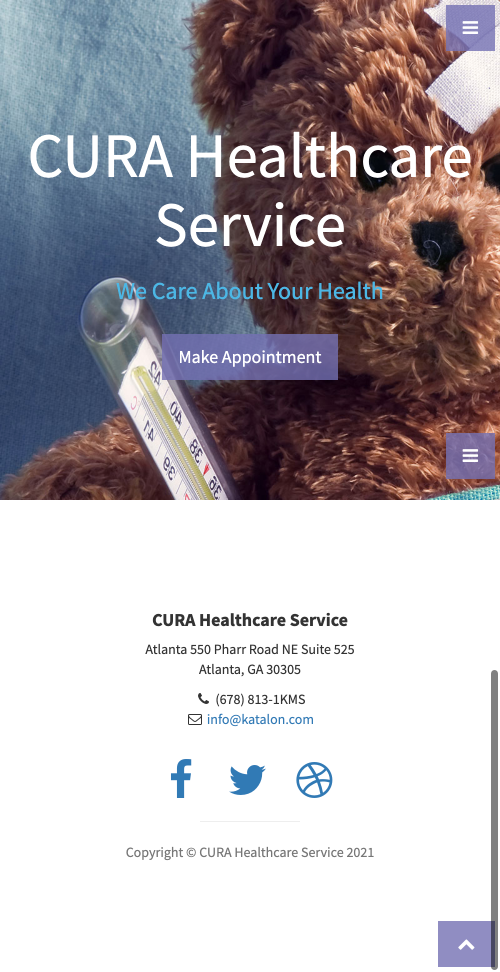 CURA Healthcare
Service
We Care About Your Health
Make Appointment
CURA Healthcare Service
Atlanta 550 Pharr Road NE Suite 525
Atlanta, GA 30305
(678) 813-1KMS
info@katalon.com
Copyright © CURA Healthcare Service 2021